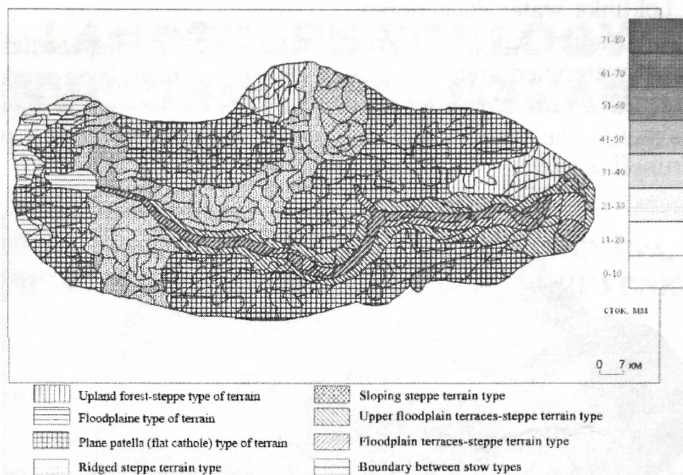 71-80
61-70
51-60
41-50
31-40
21-30
11-20
0-10
СТОК, ММ
0 7 КМ
Upland forest-steppe type of terrain
Floodplaine type of terrain
Plane patella (flat cathole) type of terrain
Ridged steppe terrain type
Sloping steppe terrain type
Upper floodplain terraces-steppe terrain type
Floodplain terraces-steppe terrain type
Boundary between stow types